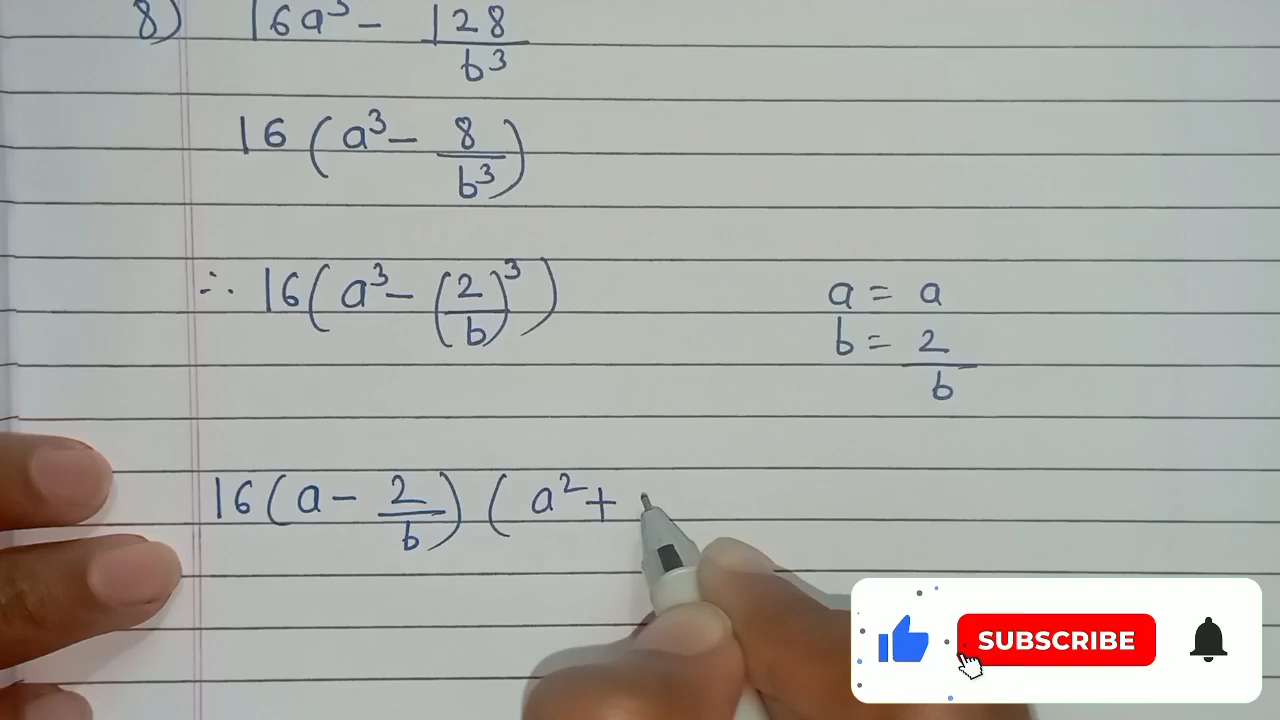 8) 16a³ - 128/b³
16 ( a³ - 8/b³ )
∴ 16 ( a³ - (2/b)³ )
a = a
b = 2/b
16 ( a - 2/b ) ( a² +
SUBSCRIBE